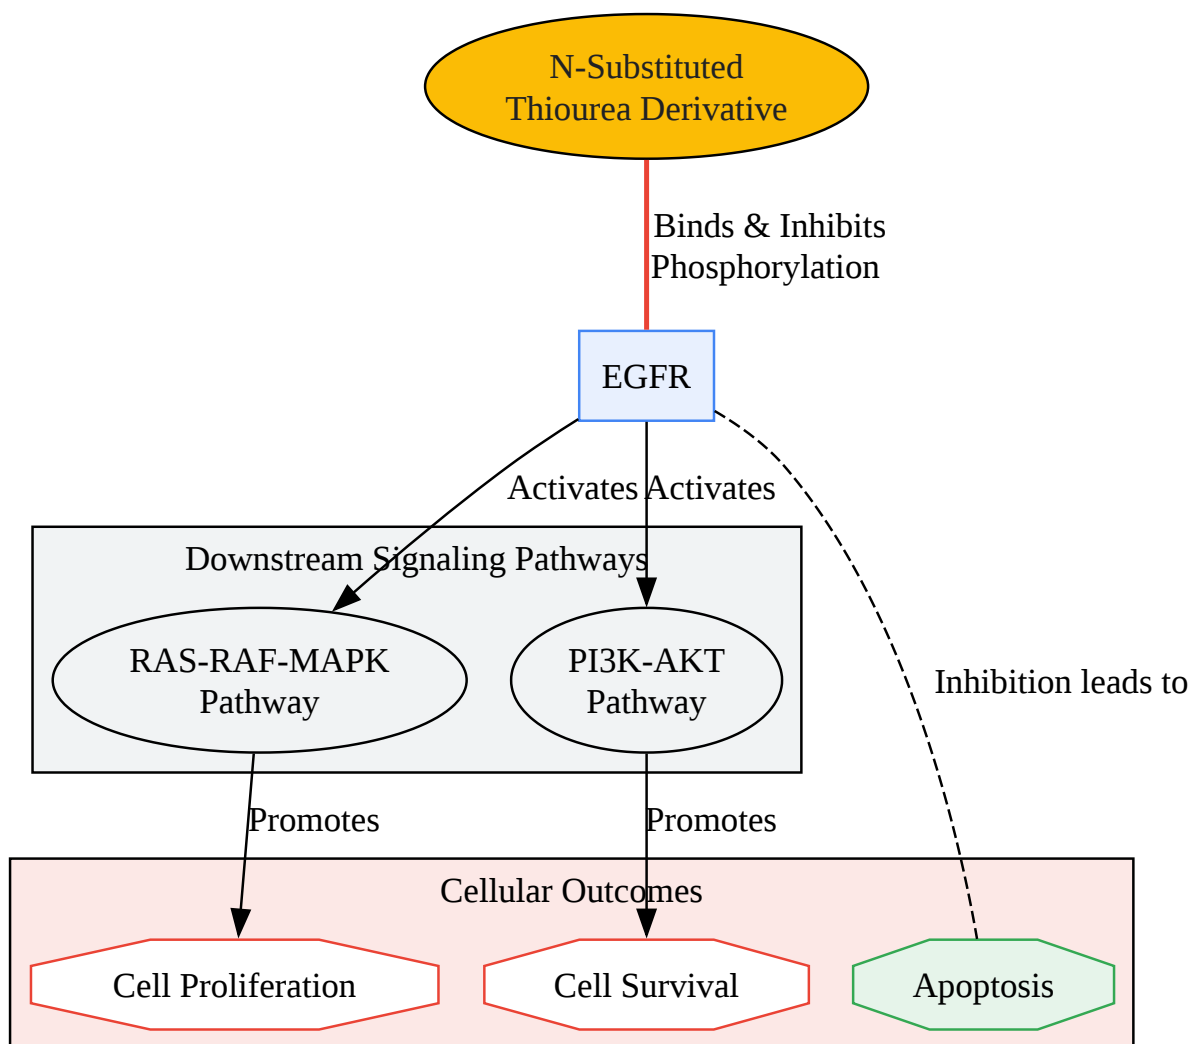 N-Substituted
Thiourea Derivative
Binds & Inhibits
Phosphorylation
EGFR
Activates
Activates
Downstream Signaling Pathways
RAS-RAF-MAPK
Pathway
PI3K-AKT
Pathway
Inhibition leads to
Promotes
Promotes
Cellular Outcomes
Cell Proliferation
Cell Survival
Apoptosis